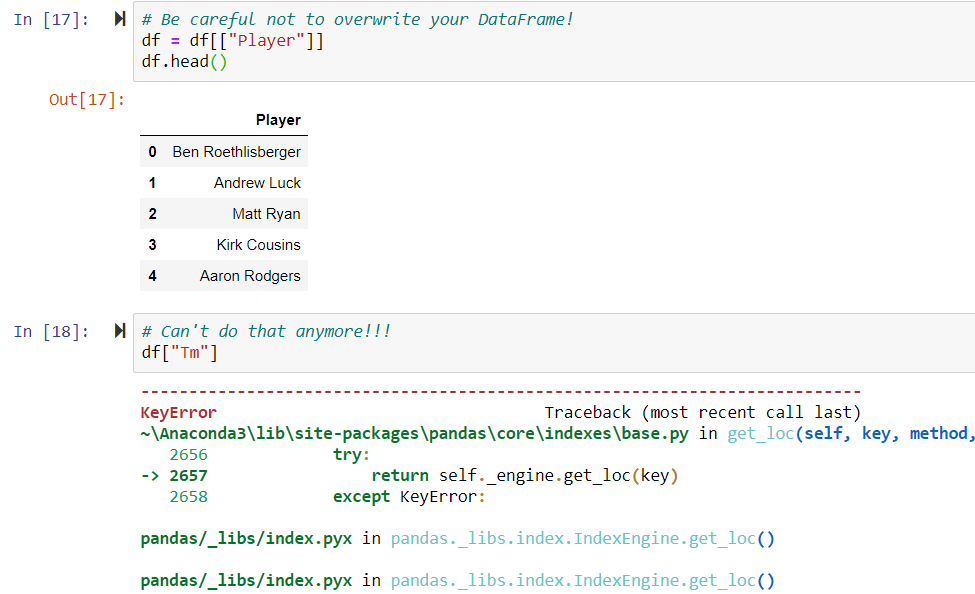 In [17]: # Be careful not to overwrite your DataFrame!
df = df[["Player"]]
df.head()
Out[17]:
Player
0 Ben Roethlisberger
1 Andrew Luck
2 Matt Ryan
3 Kirk Cousins
4 Aaron Rodgers
In [18]: # Can't do that anymore!!!
df["Tm"]
---------------------------------------------------------------------------
KeyError Traceback (most recent call last)
~\Anaconda3\lib\site-packages\pandas\core\indexes\base.py in get_loc(self, key, method,
2656 try:
-> 2657 return self._engine.get_loc(key)
2658 except KeyError:
pandas/_libs/index.pyx in pandas._libs.index.IndexEngine.get_loc()
pandas/_libs/index.pyx in pandas._libs.index.IndexEngine.get_loc()